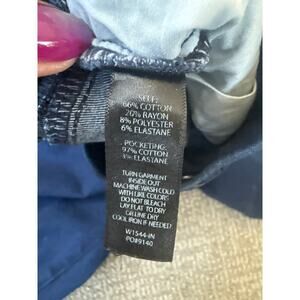 SELF:
66% COTTON
20% RAYON
8% POLYESTER
6% ELASTANE
POCKETING:
97% COTTON
3% ELASTANE
TURN GARMENT
INSIDE OUT
MACHINE WASH COLD
WITH LIKE COLORS
DO NOT BLEACH
LAY FLAT TO DRY
OR LINE DRY
COOL IRON IF NEEDED
W1544-IN
PO#9140